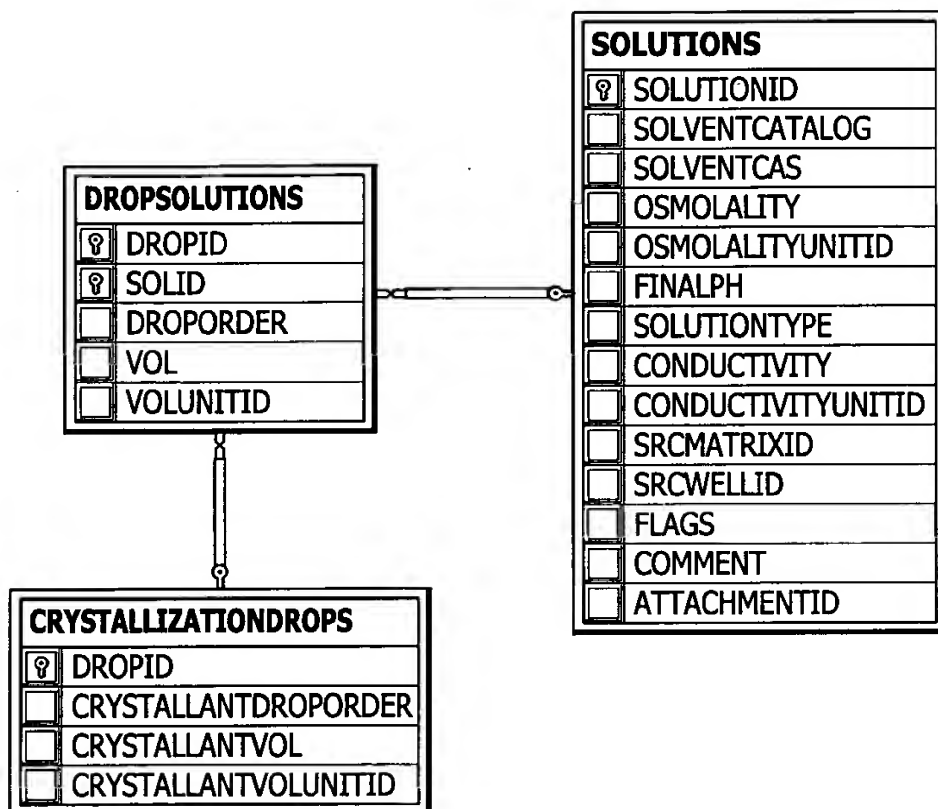 SOLUTIONS
SOLUTIONID
SOLVENTCATALOG
SOLVENTCAS
OSMOLALITY
OSMOLALITYUNITID
FINALPH
SOLUTIONTYPE
CONDUCTIVITY
CONDUCTIVITYUNITID
SRCMATRIXID
SRCWELLID
FLAGS
COMMENT
ATTACHMENTID
DROPSOLUTIONS
DROPID
SOLID
DROPORDER
VOL
VOLUNITID
CRYSTALLIZATIONDROPS
DROPID
CRYSTALLANTDROPORDER
CRYSTALLANTVOL
CRYSTALLANTVOLUNITID